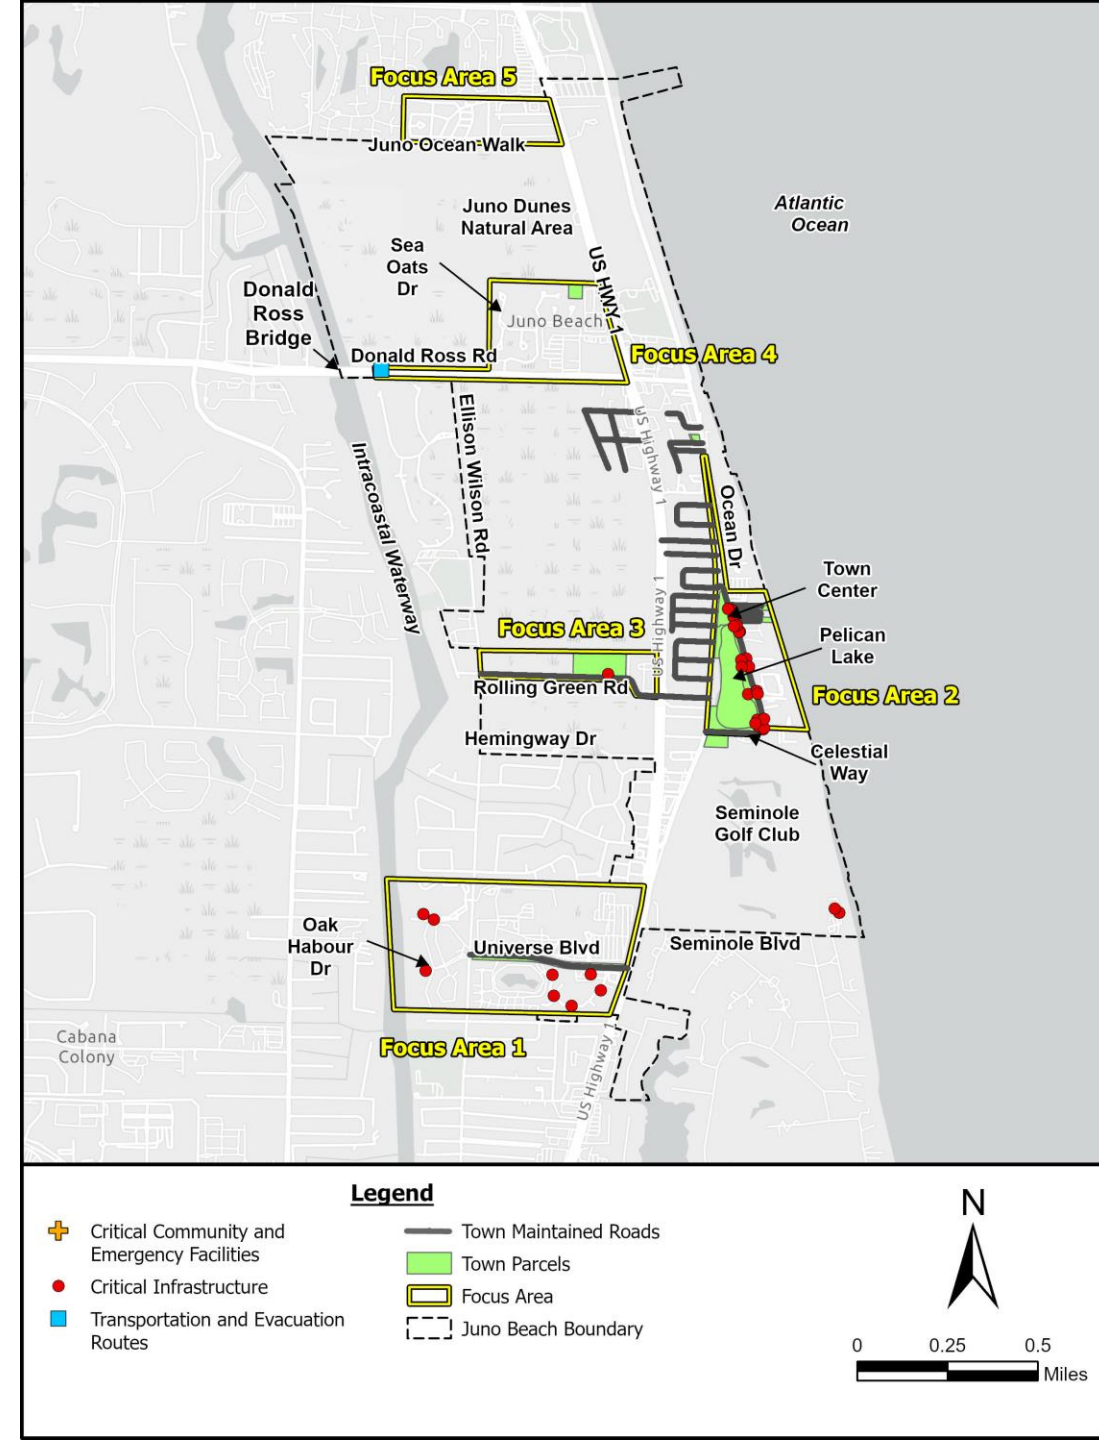 Focus Area 5
Juno Ocean Walk
Juno Dunes
Natural Area
Atlantic
Ocean
Sea
Oats
Dr
US HWY 1
Donald
Ross
Bridge
Juno Beach
Donald Ross Rd
Focus Area 4
Ellison Wilson Rd
US Highway 1
Intracoastal Waterway
Ocean Dr
Town
Center
US Highway 1
Focus Area 3
Pelican
Lake
Rolling Green Rd
Focus Area 2
Hemingway Dr
Celestial
Way
Seminole
Golf Club
Oak
Habour
Dr
Universe Blvd
Seminole Blvd
Cabana
Colony
Focus Area 1
US Highway 1
Legend
Critical Community and
Emergency Facilities
Critical Infrastructure
Transportation and Evacuation
Routes
Town Maintained Roads
Town Parcels
Focus Area
Juno Beach Boundary
N
0 0.25 0.5
Miles